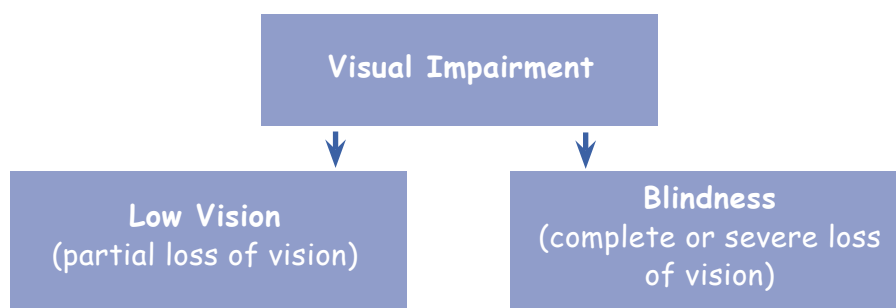 Visual Impairment
Low Vision
(partial loss of vision)
Blindness
(complete or severe loss
of vision)